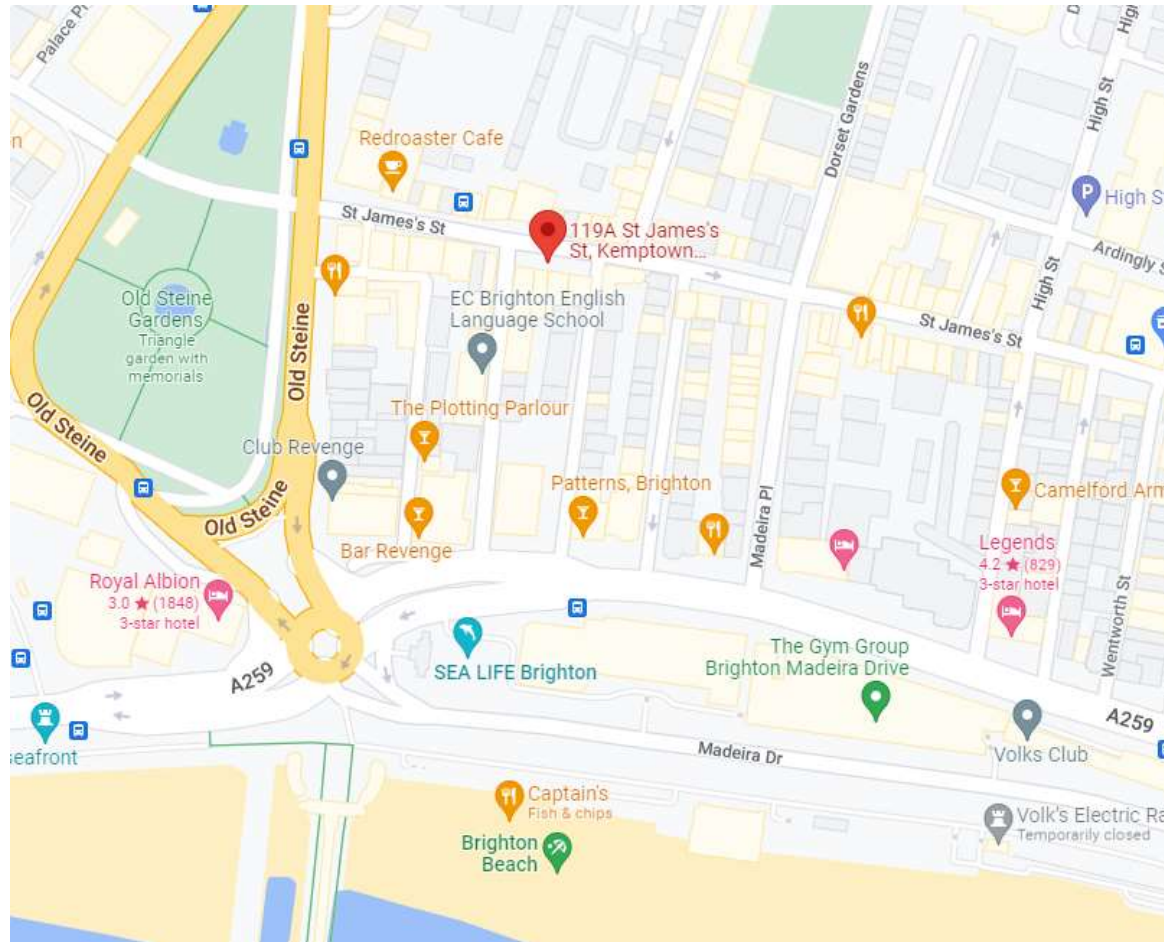 Palace Pl
Redroaster Cafe
St James's St
119A St James's
St, Kemptown...
Dorset Gardens
High St
High St
High S
Ardingly S
Old Steine
Gardens
Triangle
garden with
memorials
Old Steine
EC Brighton English
Language School
St James's St
High St
Old Steine
The Plotting Parlour
Club Revenge
Old Steine
Bar Revenge
Patterns, Brighton
Madeira Pl
Camelford Arm
Legends
4.2 ★ (829)
3-star hotel
Royal Albion
3.0 ★ (1848)
3-star hotel
Wentworth St
A259
SEA LIFE Brighton
The Gym Group
Brighton Madeira Drive
A259
seafront
Madeira Dr
Volks Club
Captain's
Fish & chips
Brighton
Beach
Volk's Electric Ra
Temporarily closed